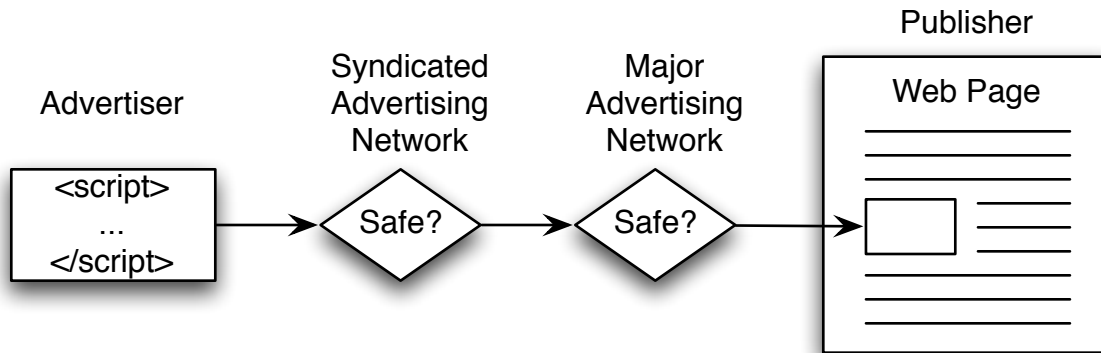 Advertiser
<script>
...
</script>
Syndicated
Advertising
Network
Safe?
Major
Advertising
Network
Safe?
Publisher
Web Page